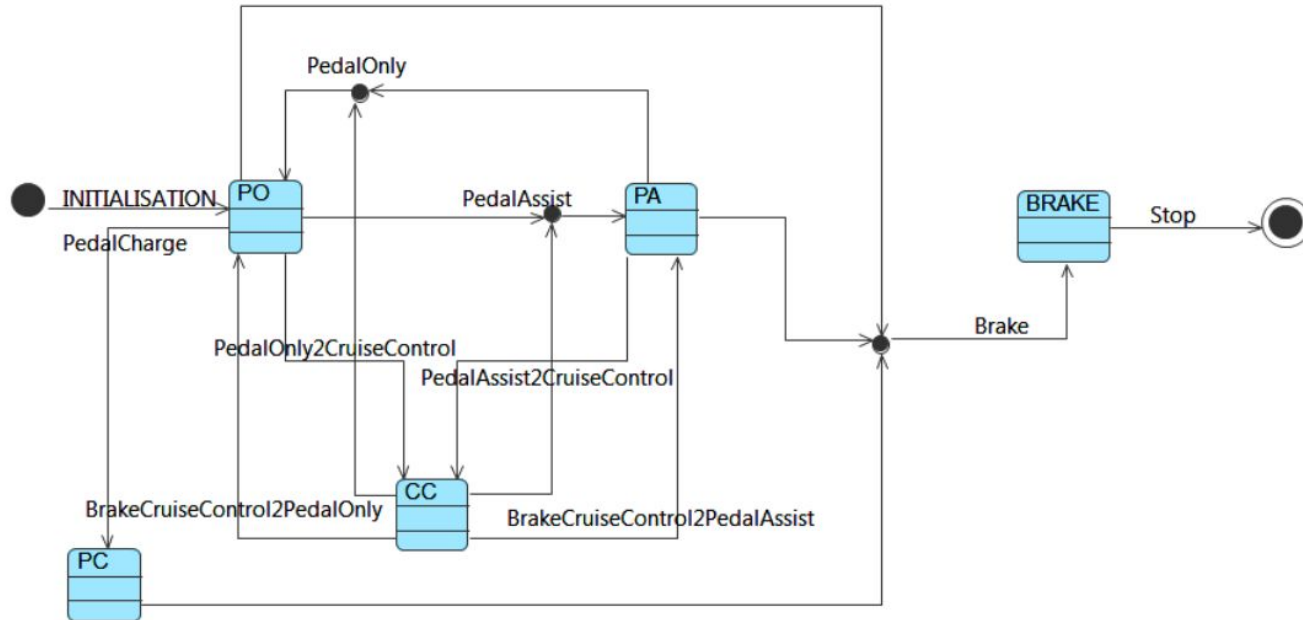 PedalOnly
INITIALISATION
PO
PedalAssist
PA
BRAKE
Stop
PedalCharge
Brake
PedalOnly2CruiseControl
PedalAssist2CruiseControl
CC
BrakeCruiseControl2PedalOnly
BrakeCruiseControl2PedalAssist
PC